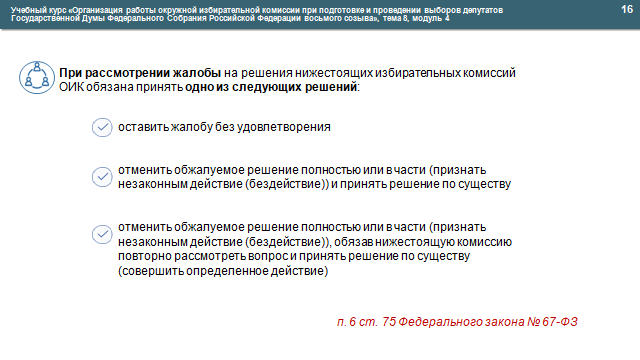 Учебный курс «Организация работы окружной избирательной комиссии при подготовке и проведении выборов депутатов
Государственной Думы Федерального Собрания Российской Федерации восьмого созыва», тема 8, модуль 4
16
При рассмотрении жалобы на решения нижестоящих избирательных комиссий
ОИК обязана принять одно из следующих решений:
оставить жалобу без удовлетворения
отменить обжалуемое решение полностью или в части (признать
незаконным действие (бездействие)) и принять решение по существу
отменить обжалуемое решение полностью или в части (признать
незаконным действие (бездействие)), обязав нижестоящую комиссию
повторно рассмотреть вопрос и принять решение по существу
(совершить определенное действие)
п. 6 ст. 75 Федерального закона № 67-ФЗ